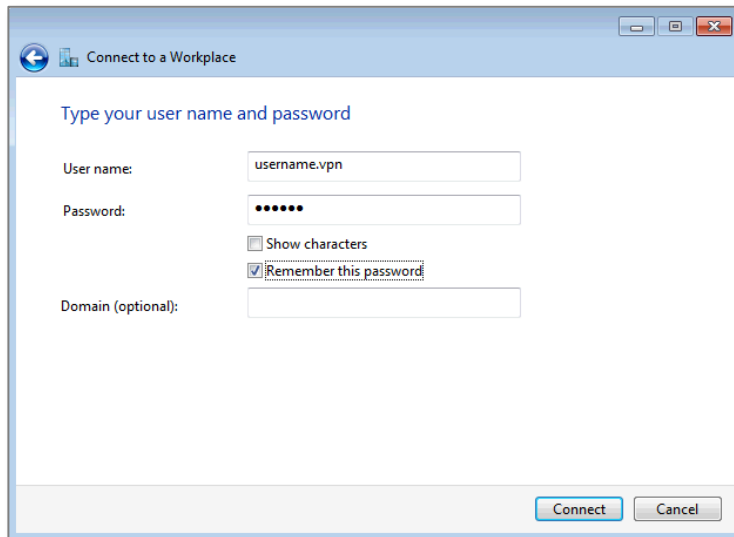 Connect to a Workplace
Type your user name and password
User name: username.vpn
Password: ●●●●●●
Show characters
Remember this password
Domain (optional):
Connect Cancel